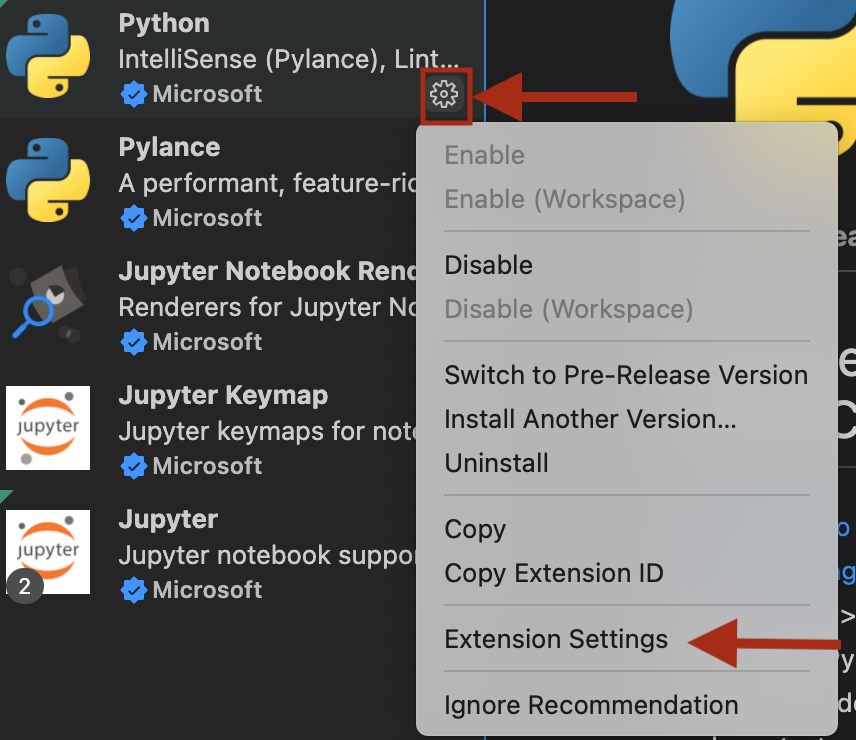 Python
IntelliSense (Pylance), Lint...
Microsoft
Pylance
A performant, feature-ric
Microsoft
Jupyter Notebook Rend
Renderers for Jupyter No
Microsoft
jupyter
Jupyter Keymap
Jupyter keymaps for note
Microsoft
jupyter
2
Jupyter
Jupyter notebook suppor
Microsoft
Enable
Enable (Workspace)
Disable
Disable (Workspace)
Switch to Pre-Release Version
Install Another Version...
Uninstall
Copy
Copy Extension ID
Extension Settings
Ignore Recommendation